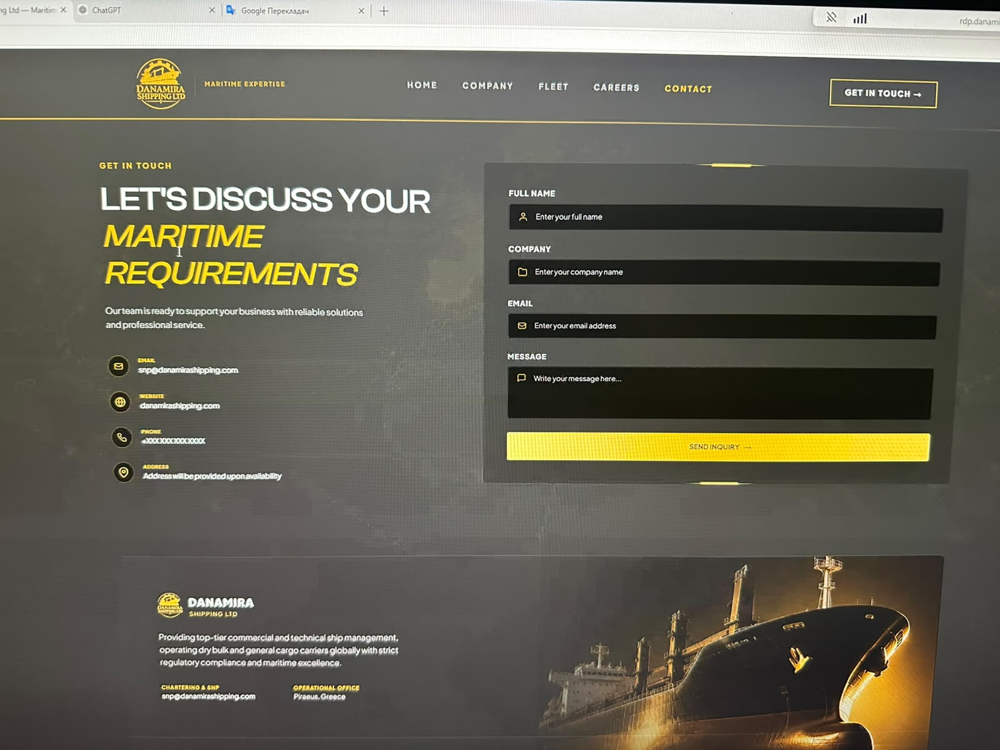 ng Ltd — Maritim
ChatGPT
Google Перекладач
rdp.danami
DANAMIRA
SHIPPING LTD
MARITIME EXPERTISE
HOME
COMPANY
FLEET
CAREERS
CONTACT
GET IN TOUCH →
GET IN TOUCH
LET'S DISCUSS YOUR
MARITIME
REQUIREMENTS
Our team is ready to support your business with reliable solutions
and professional service.
EMAIL
snp@danamirashipping.com
WEBSITE
danamirashipping.com
PHONE
+XXXXXXXXXXXXX
ADDRESS
Address will be provided upon availability
FULL NAME
Enter your full name
COMPANY
Enter your company name
EMAIL
Enter your email address
MESSAGE
Write your message here...
SEND INQUIRY →
DANAMIRA
SHIPPING LTD
DANAMIRA
SHIPPING LTD
Providing top-tier commercial and technical ship management,
operating dry bulk and general cargo carriers globally with strict
regulatory compliance and maritime excellence.
CHARTERING & SNP
snp@danamirashipping.com
OPERATIONAL OFFICE
Piraeus, Greece